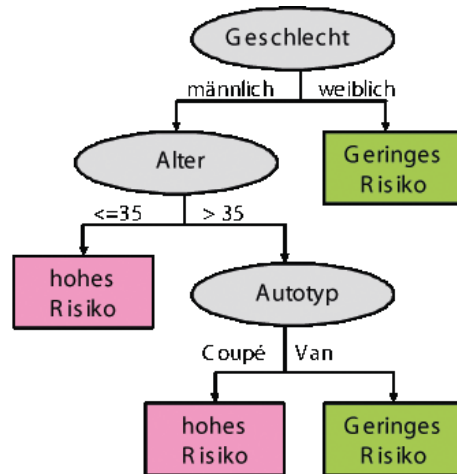 Geschlecht
männlich weiblich
Alter
Geringes
Risiko
<=35 > 35
hohes
Risiko
Autotyp
Coupé Van
hohes
Risiko
Geringes
Risiko